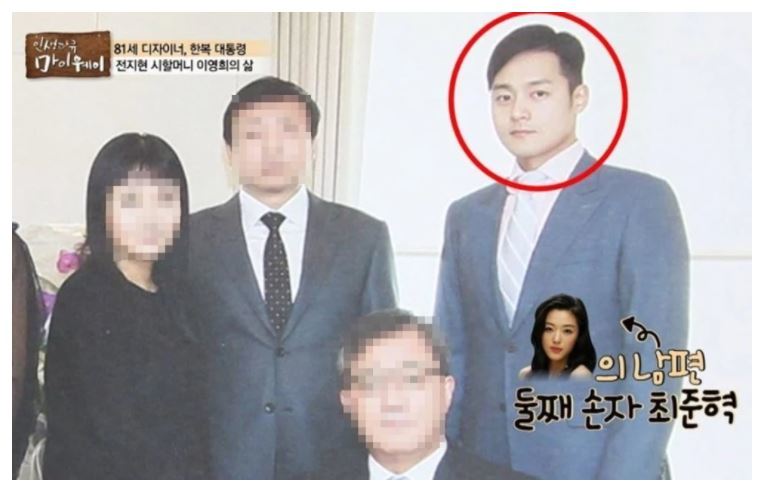 인생다큐
마이웨이
81세 디자이너, 한복 대통령
전지현 시할머니 이영희의 삶
의 남편
둘째 손자 최준혁